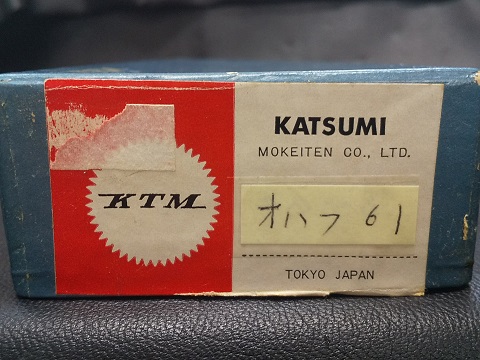 KTM
KATSUMI
MOKEITEN CO., LTD.
オハフ 61
TOKYO JAPAN